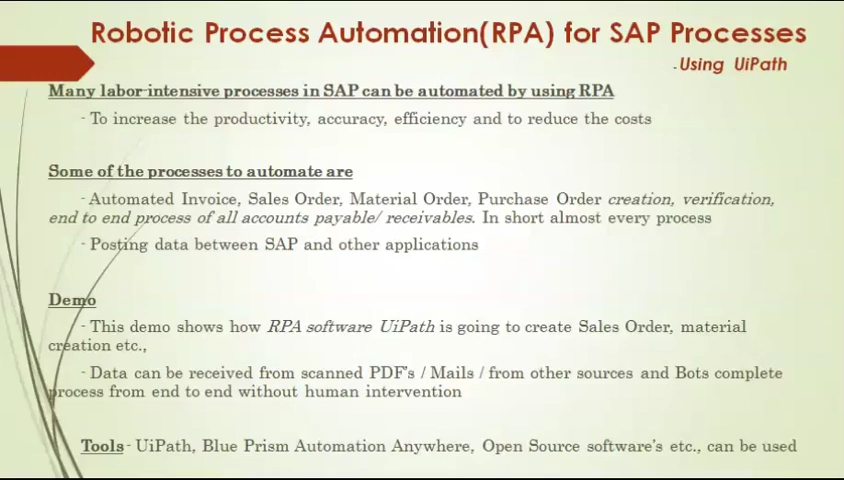 Robotic Process Automation(RPA) for SAP Processes
- Using UiPath
Many labor-intensive processes in SAP can be automated by using RPA
- To increase the productivity, accuracy, efficiency and to reduce the costs
Some of the processes to automate are
- Automated Invoice, Sales Order, Material Order, Purchase Order creation, verification,
end to end process of all accounts payable/ receivables. In short almost every process
- Posting data between SAP and other applications
Demo
- This demo shows how RPA software UiPath is going to create Sales Order, material
creation etc.,
- Data can be received from scanned PDF's / Mails / from other sources and Bots complete
process from end to end without human intervention
Tools - UiPath, Blue Prism Automation Anywhere, Open Source software's etc., can be used